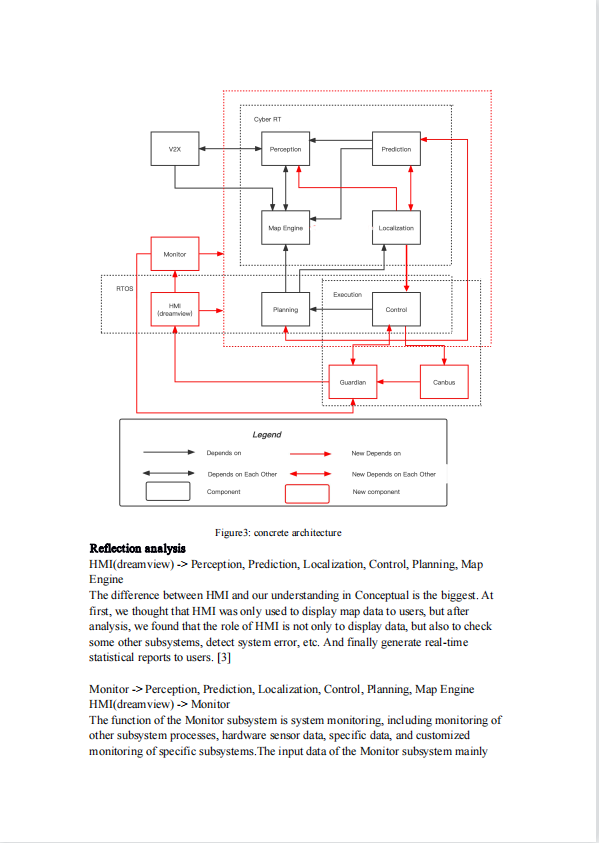 Cyber RT
V2X
Perception
Prediction
Map Engine
Localization
Monitor
RTOS
HMI
(dreamview)
Planning
Execution
Control
Guardian
Canbus
Legend
Depends on
New Depends on
Depends on Each Other
New Depends on Each Other
Component
New component
Figure3: concrete architecture
Reflection analysis
HMI(dreamview) -> Perception, Prediction, Localization, Control, Planning, Map
Engine
The difference between HMI and our understanding in Conceptual is the biggest. At
first, we thought that HMI was only used to display map data to users, but after
analysis, we found that the role of HMI is not only to display data, but also to check
some other subsystems, detect system error, etc. And finally generate real-time
statistical reports to users. [3]
Monitor -> Perception, Prediction, Localization, Control, Planning, Map Engine
HMI(dreamview) -> Monitor
The function of the Monitor subsystem is system monitoring, including monitoring of
other subsystem processes, hardware sensor data, specific data, and customized
monitoring of specific subsystems.The input data of the Monitor subsystem mainly